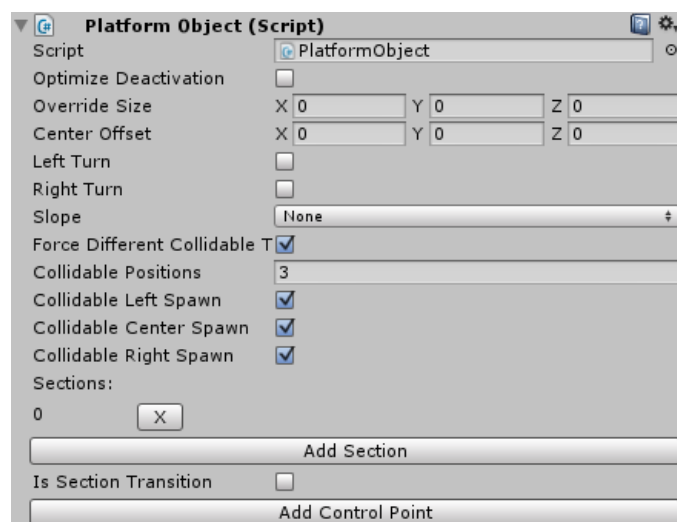 Platform Object (Script)
Script PlatformObject
Optimize Deactivation
Override Size X 0 Y 0 Z 0
Center Offset X 0 Y 0 Z 0
Left Turn
Right Turn
Slope None
Force Different Collidable T
Collidable Positions 3
Collidable Left Spawn
Collidable Center Spawn
Collidable Right Spawn
Sections:
0 X
Add Section
Is Section Transition
Add Control Point